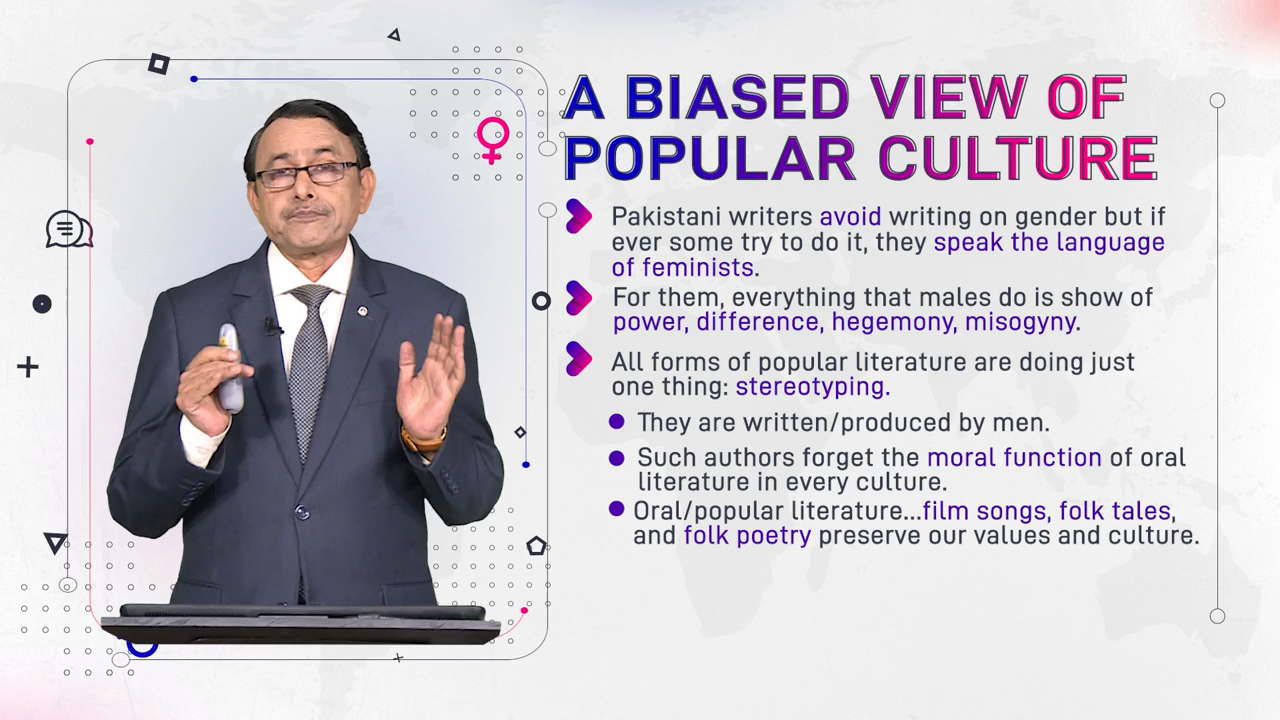 A BIASED VIEW OF
POPULAR CULTURE
Pakistani writers avoid writing on gender but if
ever some try to do it, they speak the language
of feminists.
For them, everything that males do is show of
power, difference, hegemony, misogyny.
All forms of popular literature are doing just
one thing: stereotyping.
They are written/produced by men.
Such authors forget the moral function of oral
literature in every culture.
Oral/popular literature...film songs, folk tales,
and folk poetry preserve our values and culture.